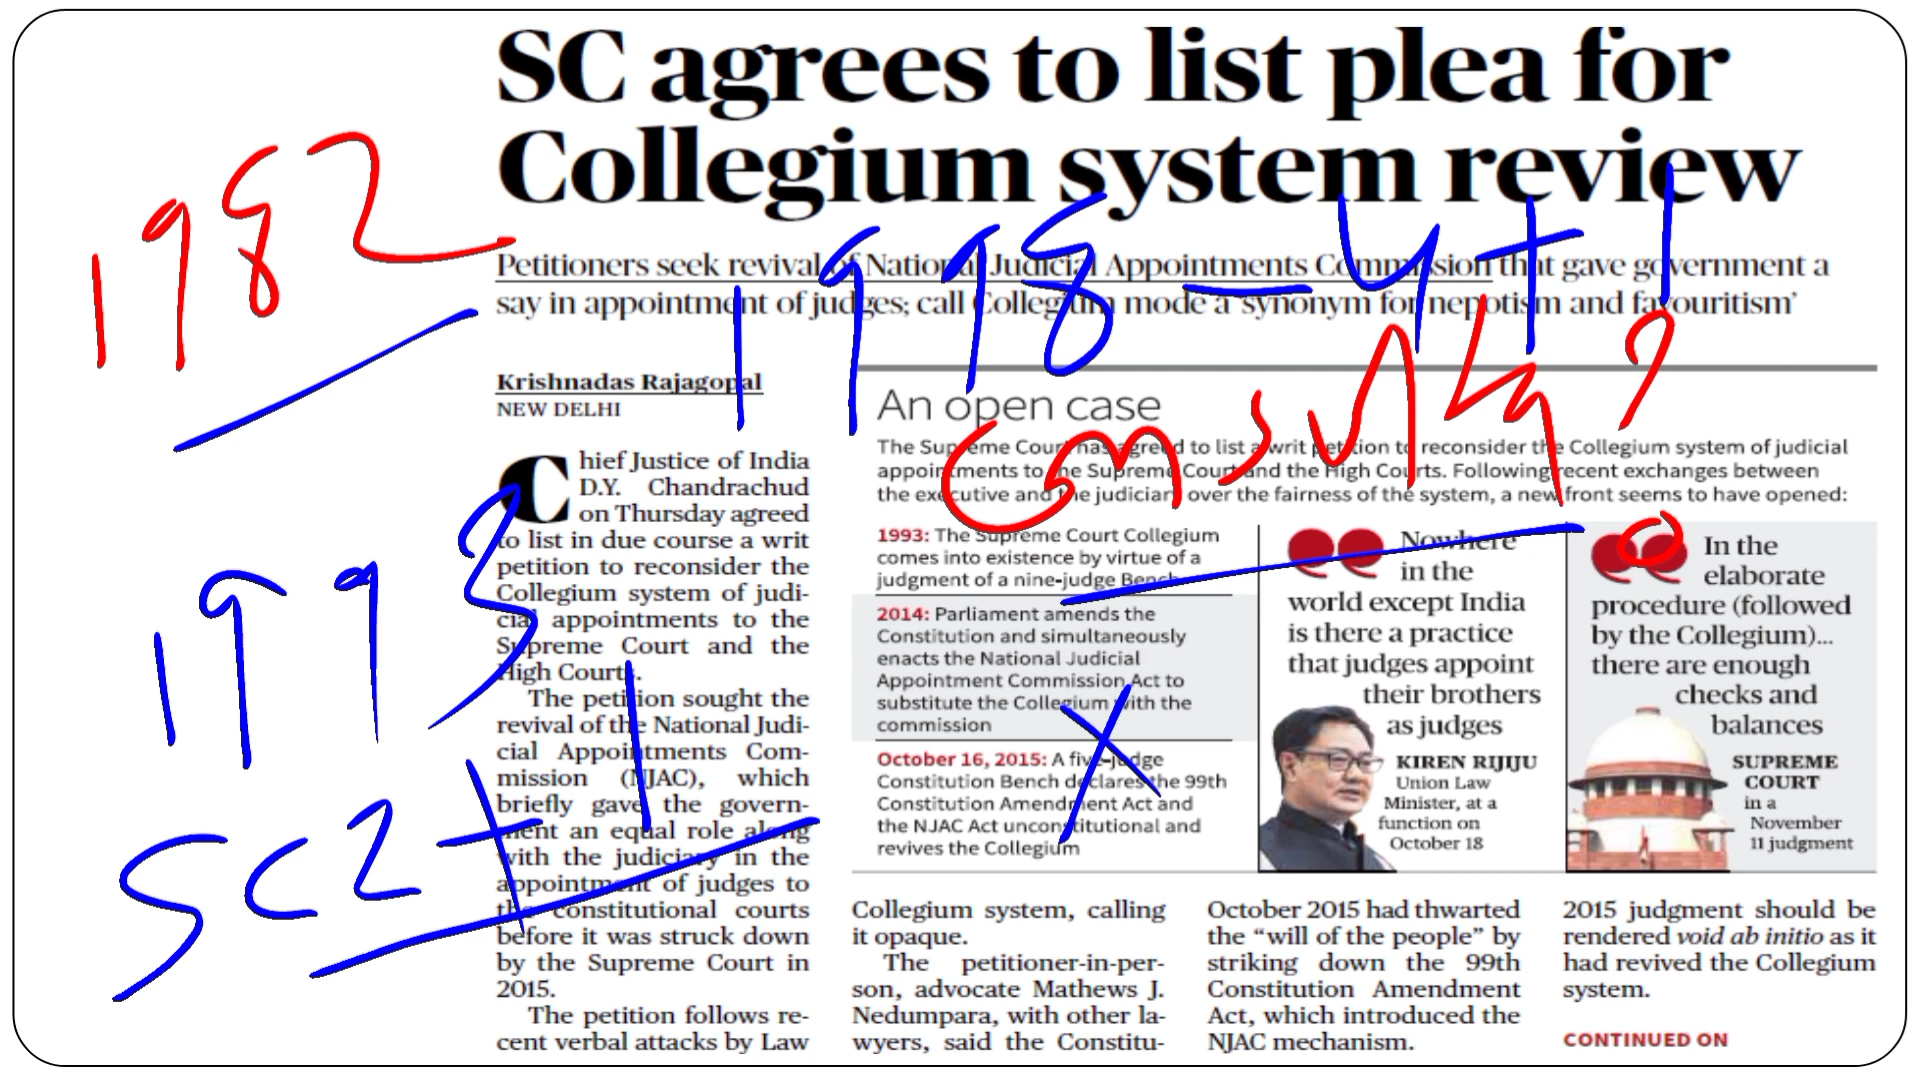 SC agrees to list plea for
Collegium system review
Petitioners seek revival of National Judicial Appointments Commission that gave government a
say in appointment of judges; call Collegium mode a ‘synonym for nepotism and favouritism’
Krishnadas Rajagopal
NEW DELHI
Chief Justice of India
D.Y. Chandrachud
on Thursday agreed
to list in due course a writ
petition to reconsider the
Collegium system of judi-
cial appointments to the
Supreme Court and the
High Courts.
The petition sought the
revival of the National Judi-
cial Appointments Com-
mission (NJAC), which
briefly gave the govern-
ment an equal role along
with the judiciary in the
appointment of judges to
the constitutional courts
before it was struck down
by the Supreme Court in
2015.
The petition follows re-
cent verbal attacks by Law
An open case
The Supreme Court has agreed to list a writ petition to reconsider the Collegium system of judicial
appointments to the Supreme Court and the High Courts. Following recent exchanges between
the executive and the judiciary over the fairness of the system, a new front seems to have opened:
1993: The Supreme Court Collegium
comes into existence by virtue of a
judgment of a nine-judge Bench
2014: Parliament amends the
Constitution and simultaneously
enacts the National Judicial
Appointment Commission Act to
substitute the Collegium with the
commission
October 16, 2015: A five-judge
Constitution Bench declares the 99th
Constitution Amendment Act and
the NJAC Act unconstitutional and
revives the Collegium
Nowhere
in the
world except India
is there a practice
that judges appoint
their brothers
as judges
KIREN RIJIJU
Union Law
Minister, at a
function on
October 18
In the
elaborate
procedure (followed
by the Collegium)...
there are enough
checks and
balances
SUPREME
COURT
in a
November
11 judgment
Collegium system, calling
it opaque.
The petitioner-in-per-
son, advocate Mathews J.
Nedumpara, with other la-
wyers, said the Constitu-
October 2015 had thwarted
the “will of the people” by
striking down the 99th
Constitution Amendment
Act, which introduced the
NJAC mechanism.
2015 judgment should be
rendered void ab initio as it
had revived the Collegium
system.
CONTINUED ON
1982
1993
SC 2+1
1998 - 4+1